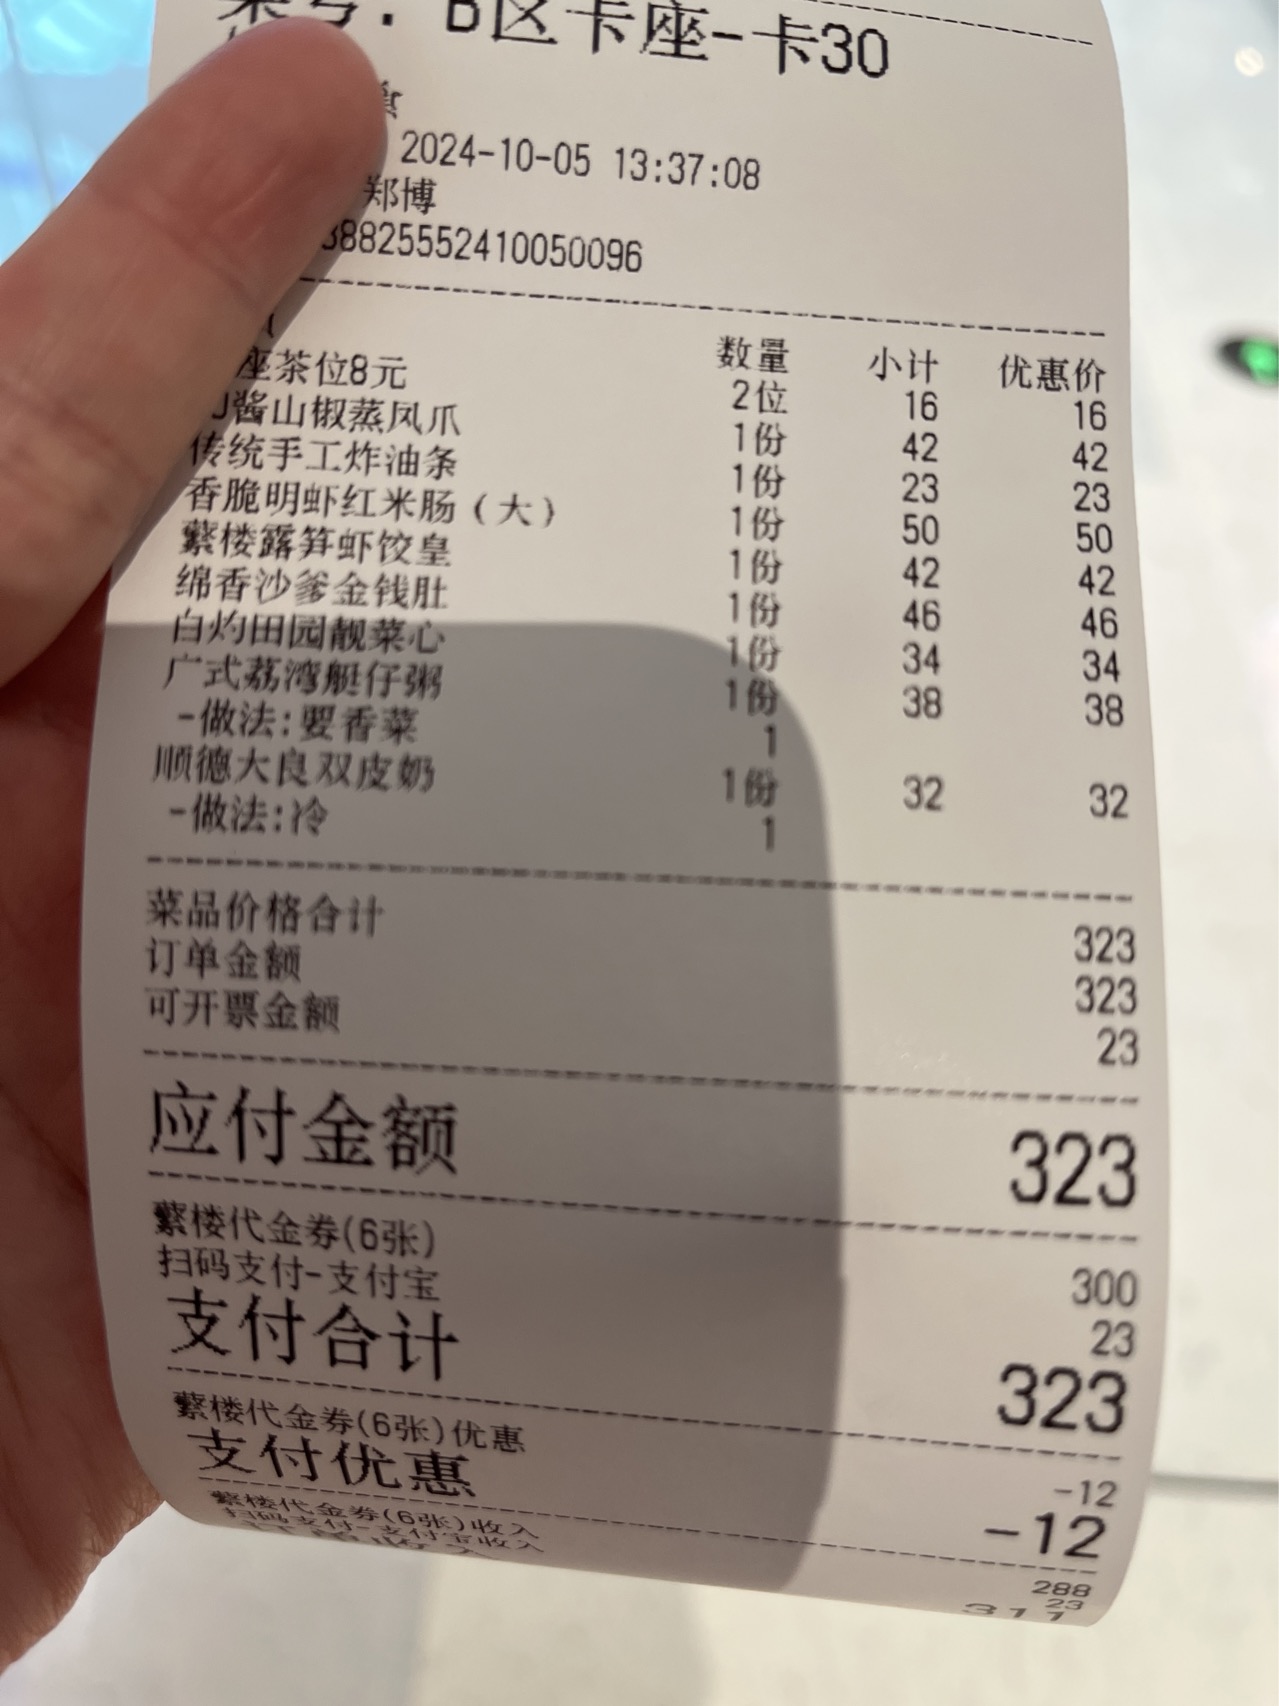 桌号: B区卡座-卡30
2024-10-05 13:37:08
郑博
88255552410050096
数量 小计 优惠价
座茶位8元 2位 16 16
酱山椒蒸凤爪 1份 42 42
传统手工炸油条 1份 23 23
香脆明虾红米肠(大) 1份 50 50
蘩楼露笋虾饺皇 1份 42 42
绵香沙爹金钱肚 1份 46 46
白灼田园靓菜心 1份 34 34
广式荔湾艇仔粥 1份 38 38
-做法:要香菜 1
顺德大良双皮奶 1份 32 32
-做法:冷 1
菜品价格合计 323
订单金额 323
可开票金额 23
应付金额 323
蘩楼代金券(6张) 300
扫码支付-支付宝 23
支付合计 323
蘩楼代金券(6张)优惠 -12
支付优惠 -12
蘩楼代金券(6张)收入 288
扫码支付-支付宝收入 23
311